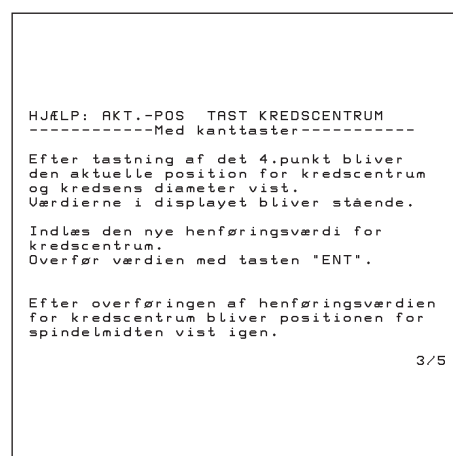 HJÆLP: AKT.-POS  TAST KREDSCENTRUM
------------Med kanttaster-----------
Efter tastning af det 4.punkt bliver
den aktuelle position for kredscentrum
og kredsens diameter vist.
Værdierne i displayet bliver stående.
Indlæs den nye henføringsværdi for
kredscentrum.
Overfør værdien med tasten "ENT".
Efter overføringen af henføringsværdien
for kredscentrum bliver positionen for
spindelmidten vist igen.
3/5